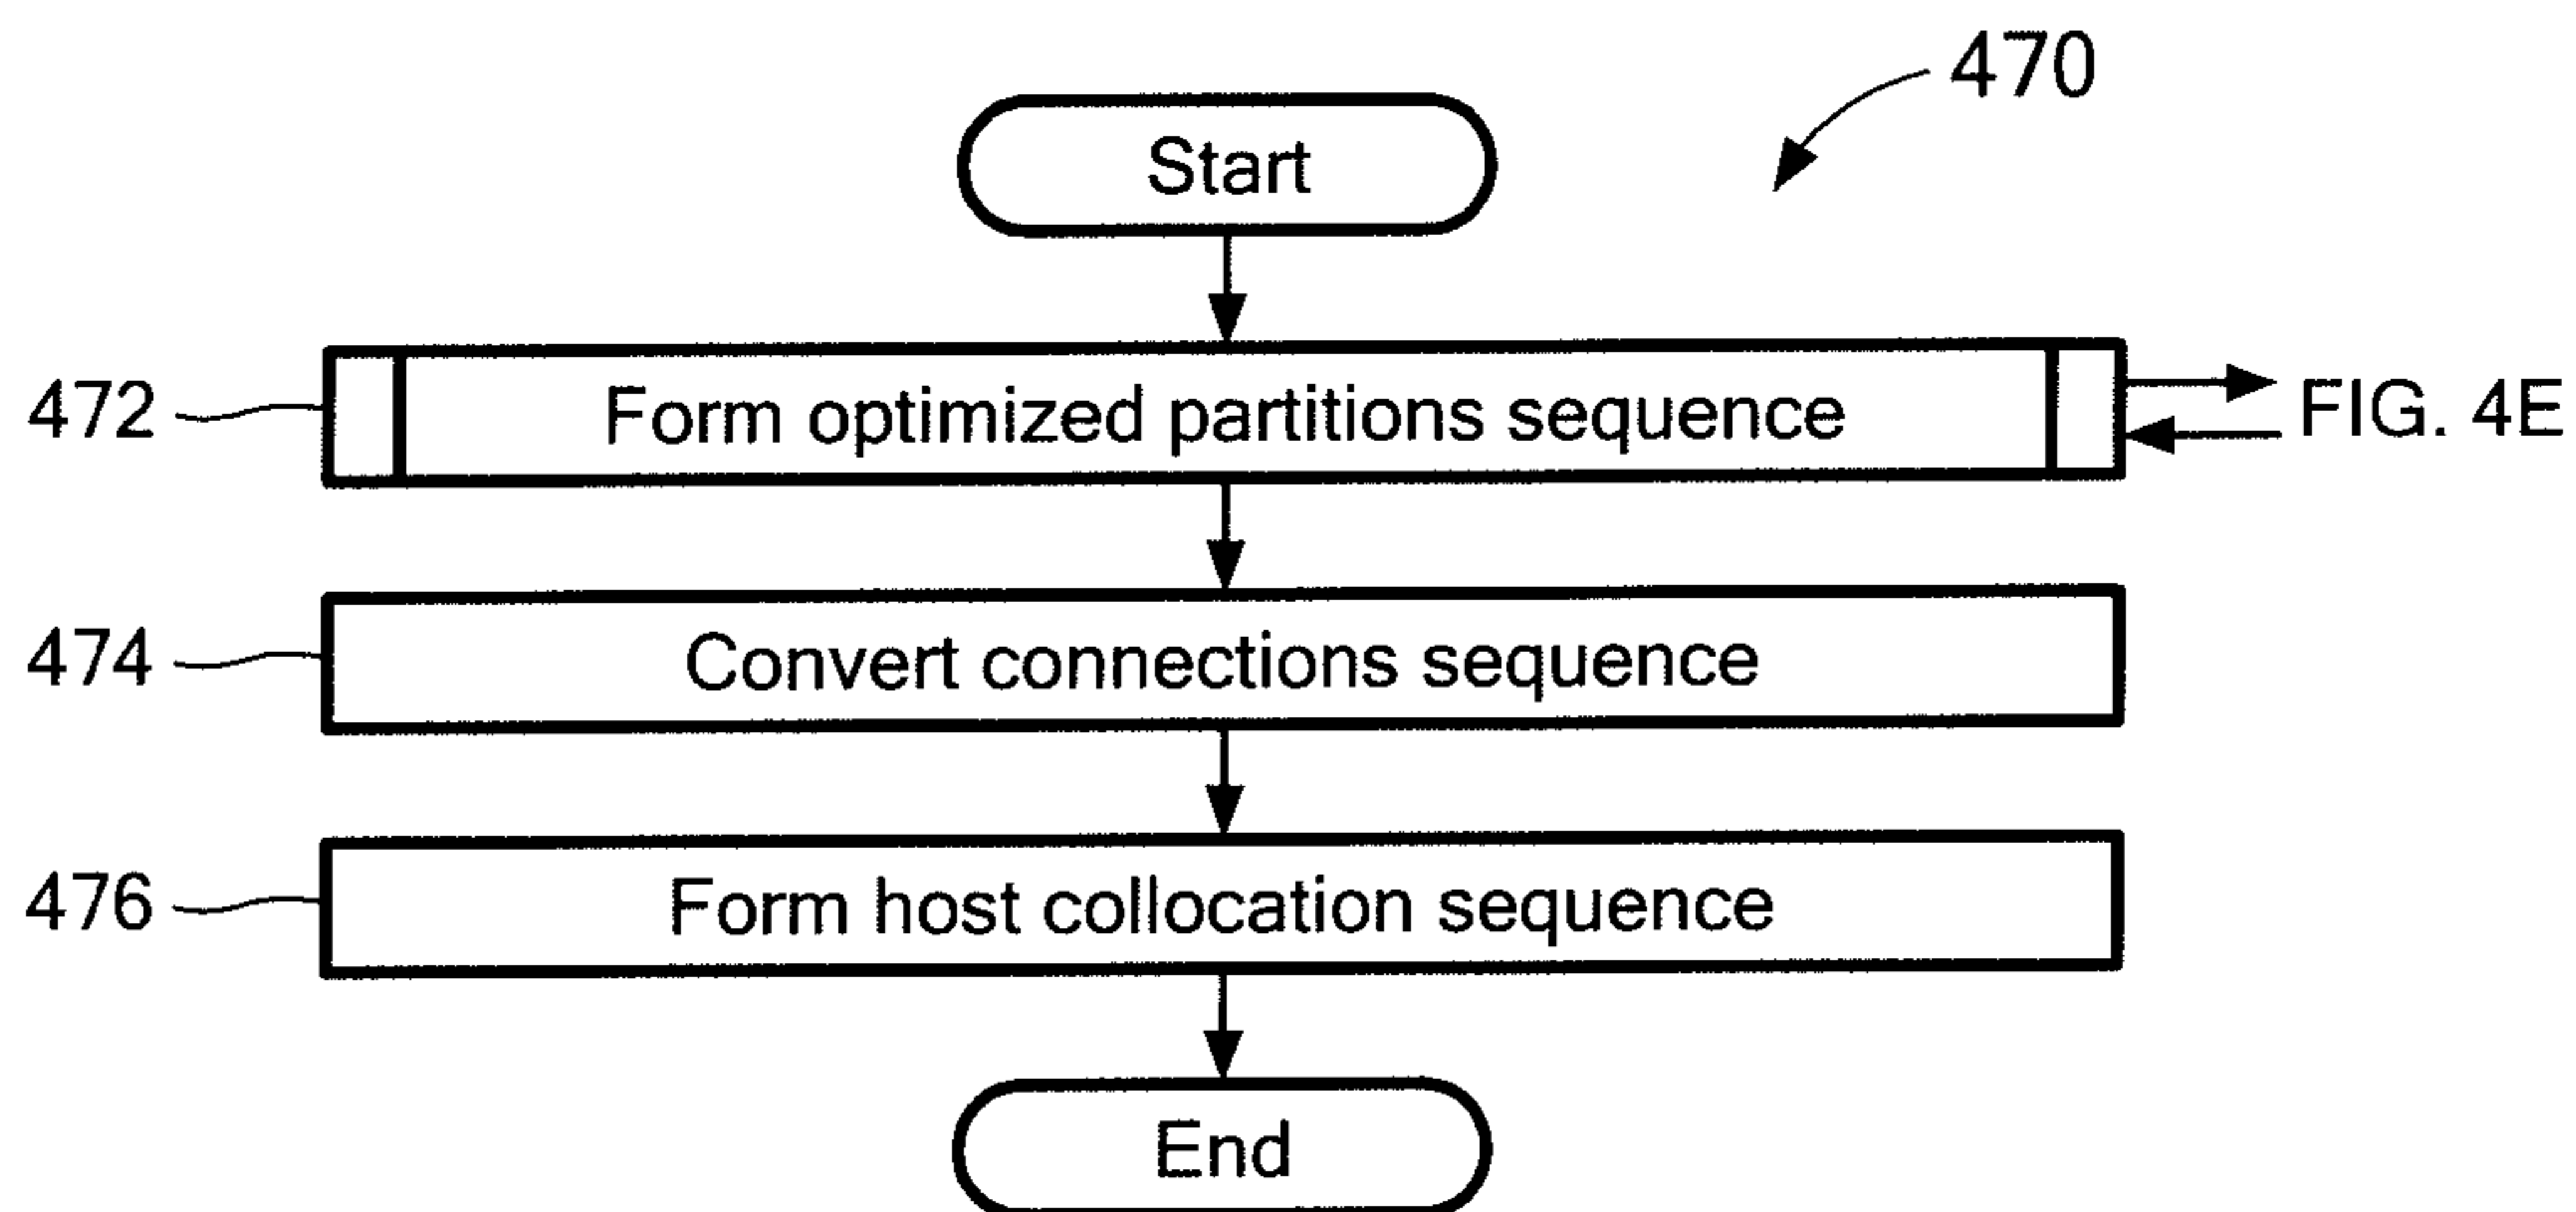 470
Start
472 Form optimized partitions sequence FIG. 4E
474 Convert connections sequence
476 Form host collocation sequence
End